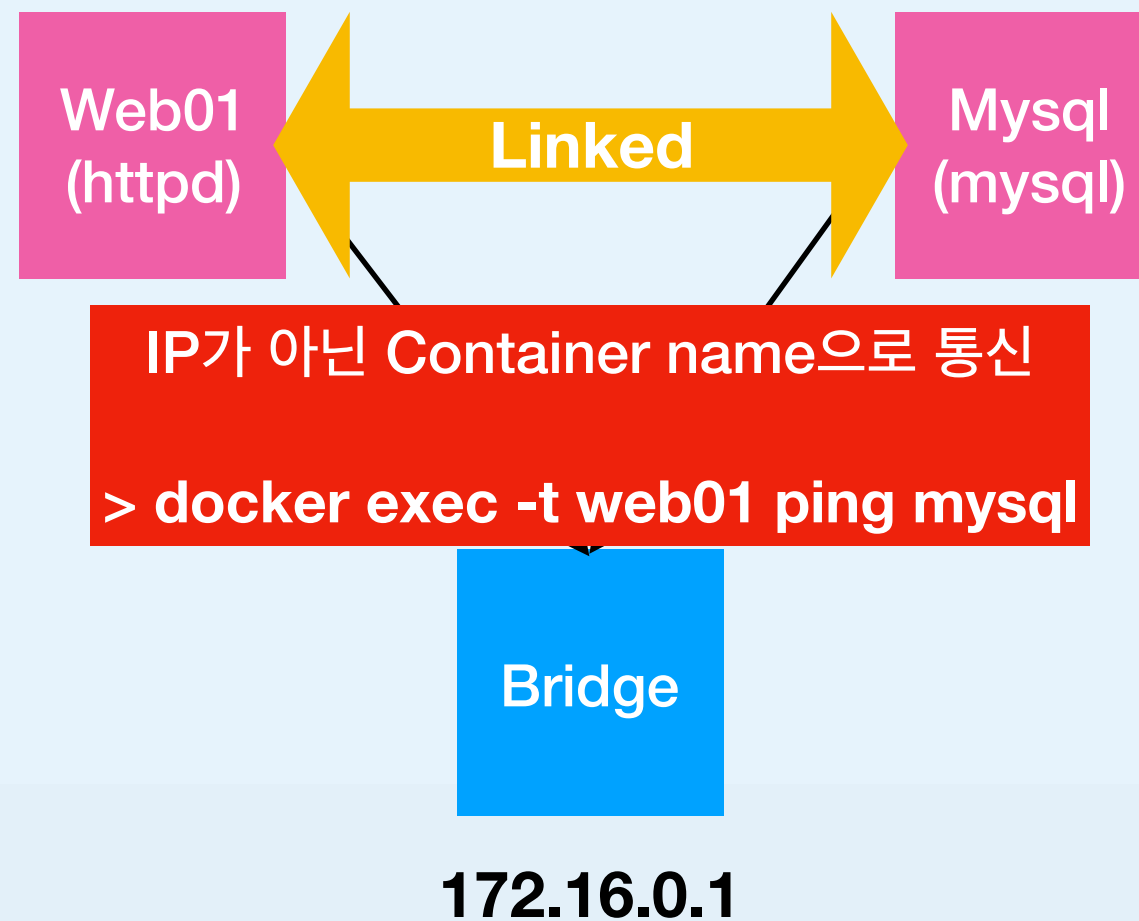 Web01
(httpd)
Linked
Mysql
(mysql)
IP가 아닌 Container name으로 통신
> docker exec -t web01 ping mysql
Bridge
172.16.0.1